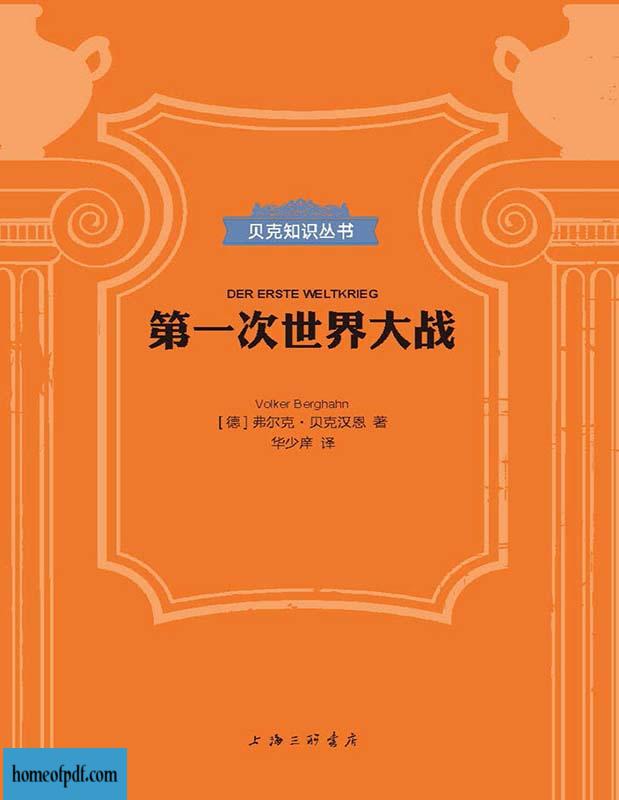 贝克知识丛书
DER ERSTE WELTKRIEG
第一次世界大战
Volker Berghahn
[德]弗尔克·贝克汉恩 著
华少庠 译
上海三联书店
homeofpdf.com